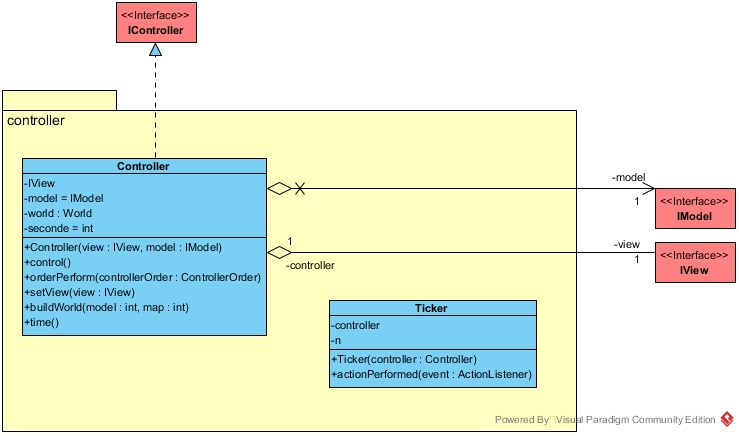 <<Interface>>
IController
controller
Controller
-IView
-model = IModel
-world : World
-seconde = int
+Controller(view : IView, model : IModel)
+control()
+orderPerform(controllerOrder : ControllerOrder)
+setView(view : IView)
+buildWorld(model : int, map : int)
+time()
-model
1
<<Interface>>
IModel
1
-controller
-view
1
<<Interface>>
IView
Ticker
-controller
-n
+Ticker(controller : Controller)
+actionPerformed(event : ActionListener)
Powered By Visual Paradigm Community Edition